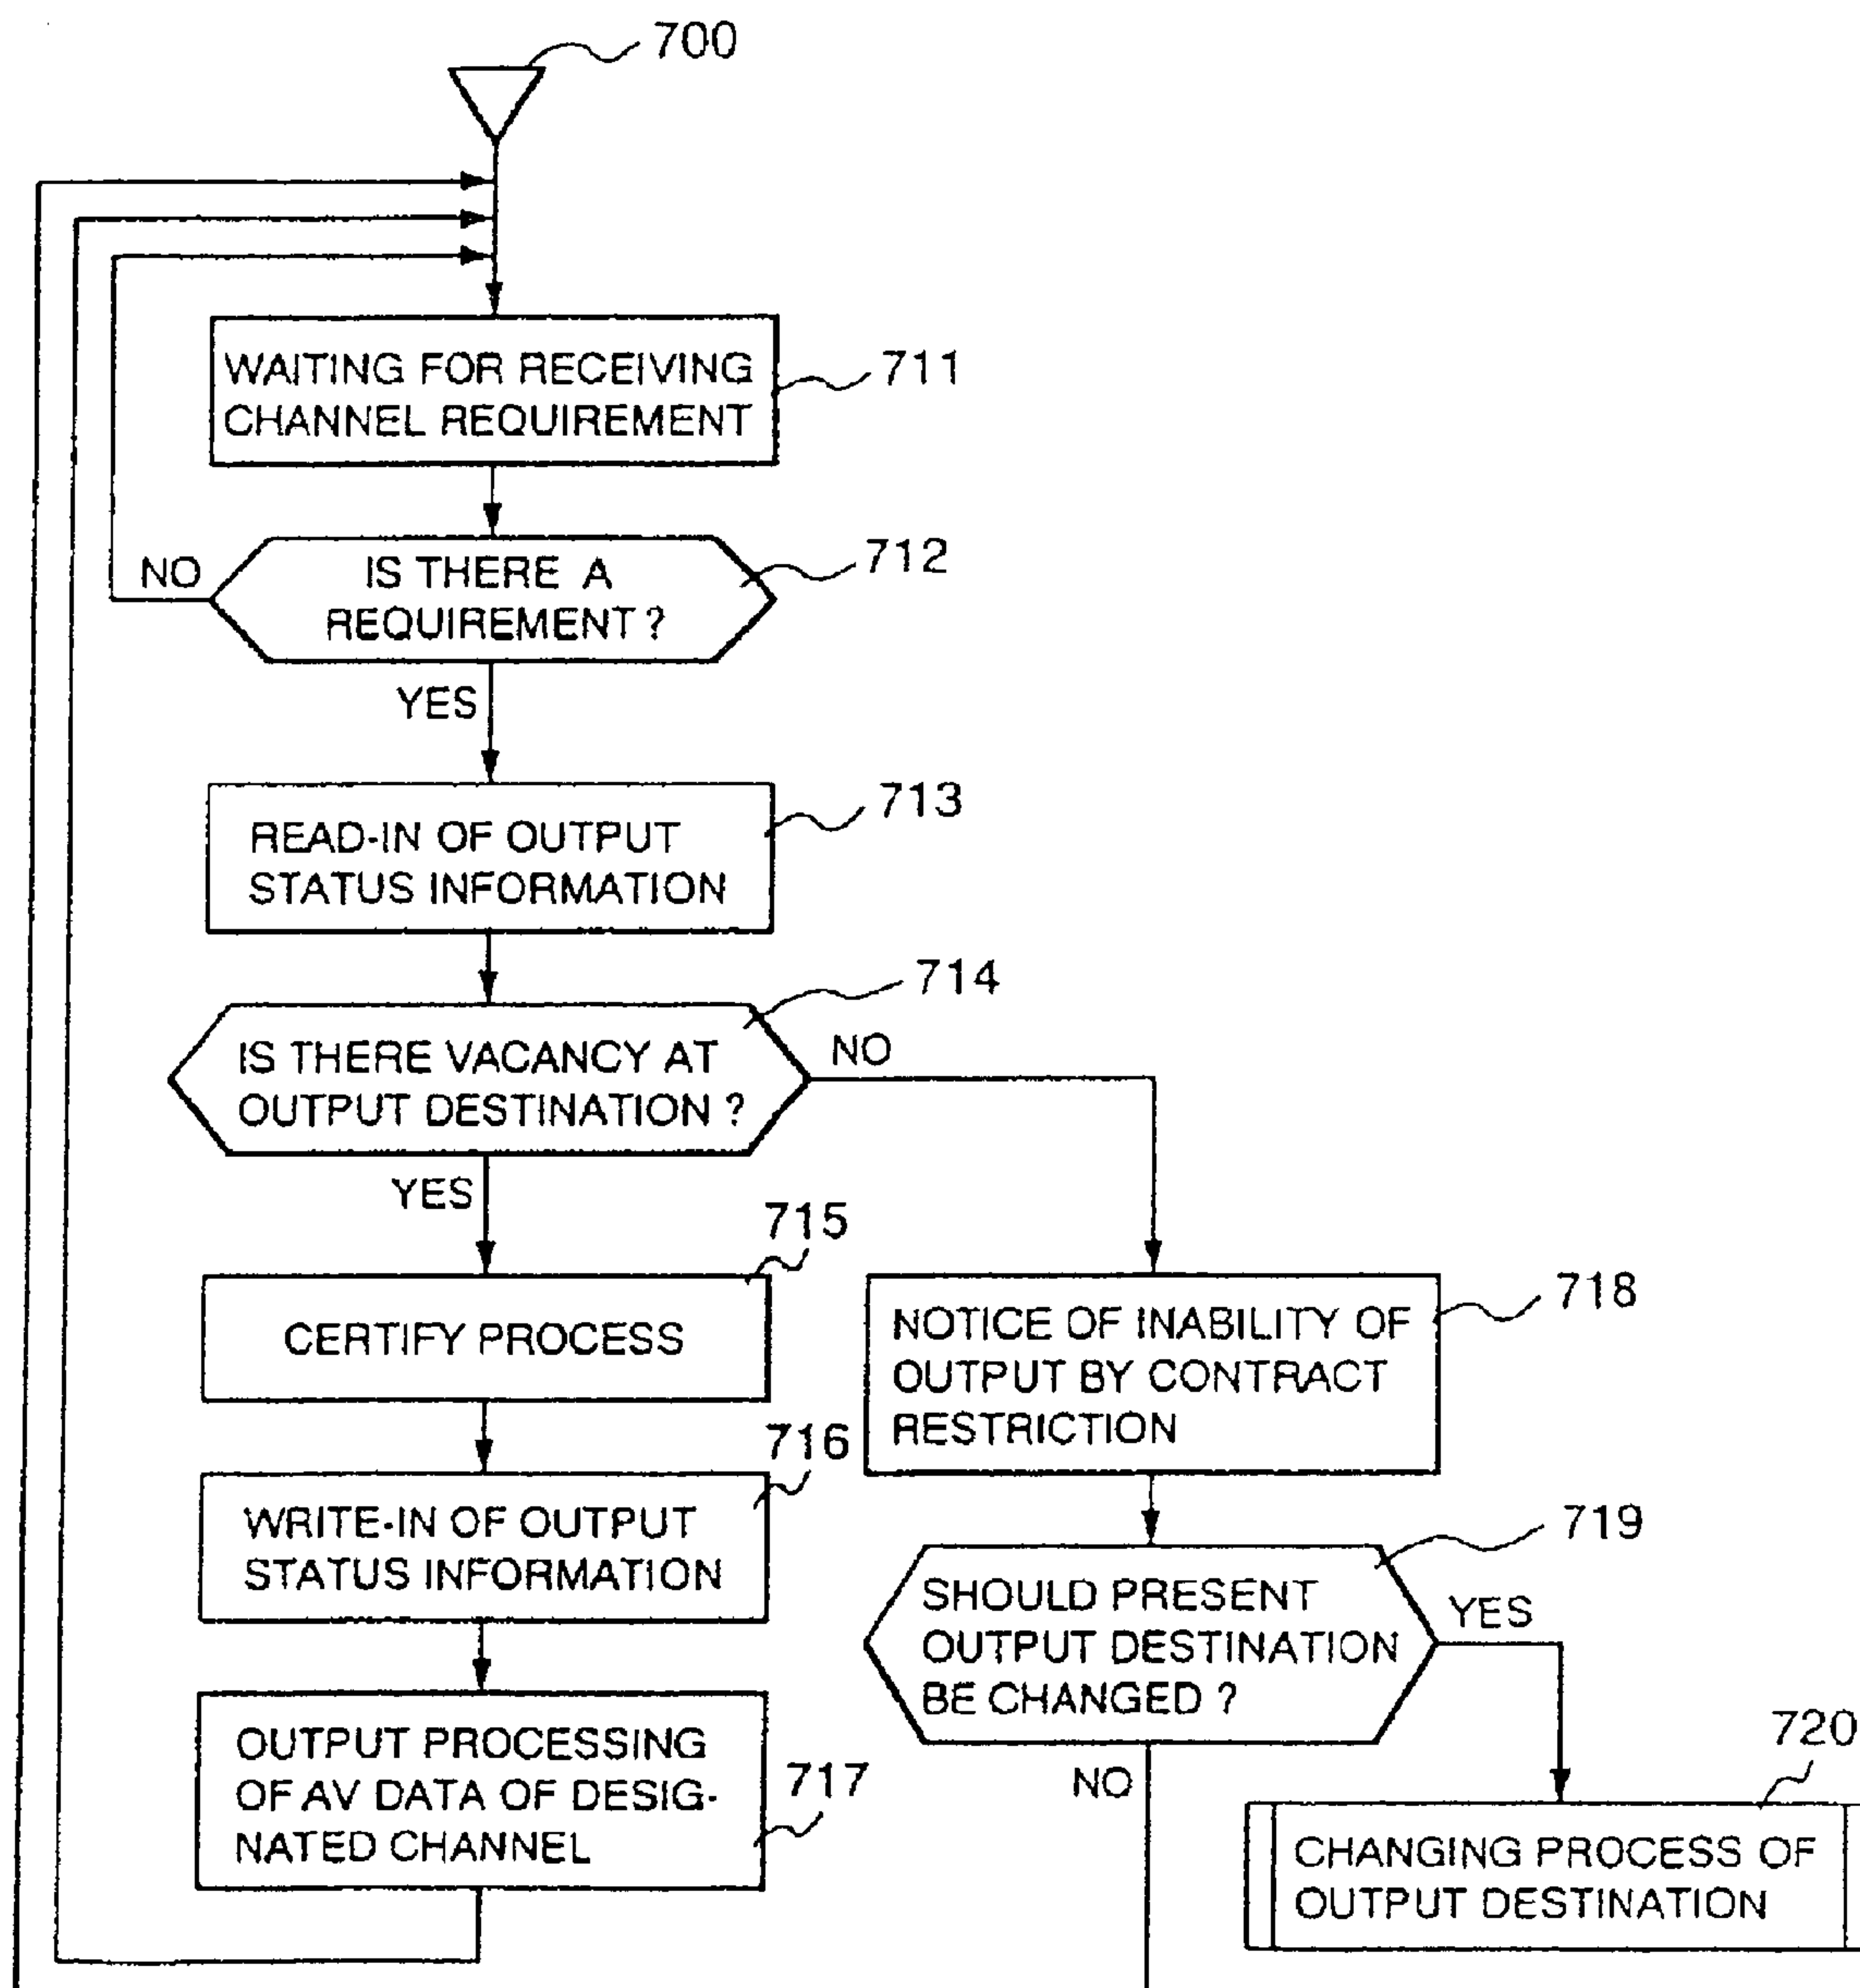 700
WAITING FOR RECEIVING
CHANNEL REQUIREMENT
711
NO
IS THERE A
REQUIREMENT ?
712
YES
READ-IN OF OUTPUT
STATUS INFORMATION
713
714
IS THERE VACANCY AT
OUTPUT DESTINATION ?
NO
YES
715
CERTIFY PROCESS
NOTICE OF INABILITY OF
OUTPUT BY CONTRACT
RESTRICTION
718
716
WRITE-IN OF OUTPUT
STATUS INFORMATION
719
SHOULD PRESENT
OUTPUT DESTINATION
BE CHANGED ?
YES
NO
OUTPUT PROCESSING
OF AV DATA OF DESIG-
NATED CHANNEL
717
720
CHANGING PROCESS OF
OUTPUT DESTINATION